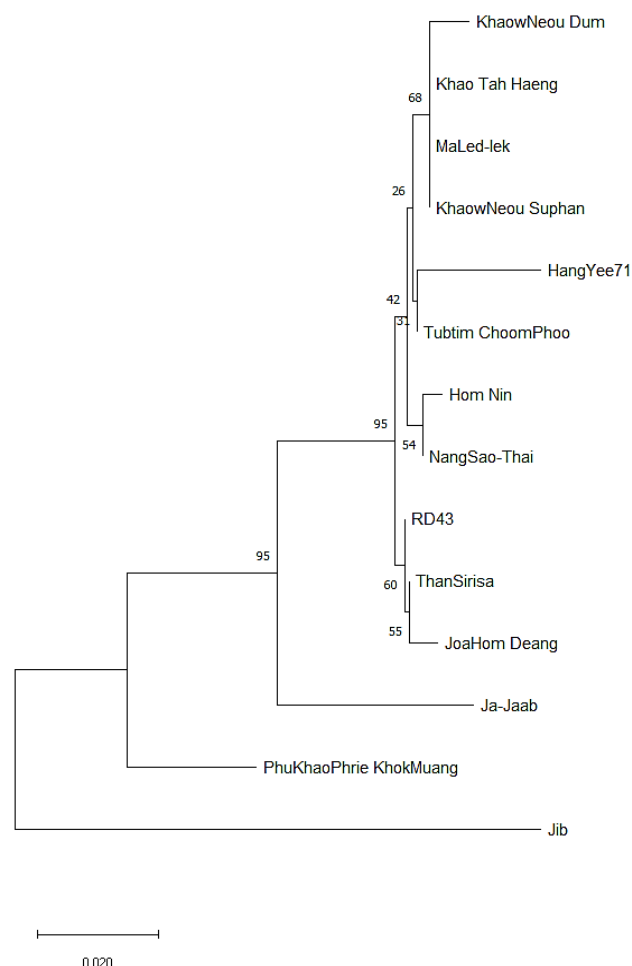 KhaowNeou Dum
Khao Tah Haeng
68
MaLed-lek
26
KhaowNeou Suphan
HangYee71
42
31
Tubtim ChoomPhoo
Hom Nin
95
54
NangSao-Thai
RD43
95
60
ThanSirisa
55
JoaHom Deang
Ja-Jaab
PhuKhaoPhrie KhokMuang
Jib
0.020